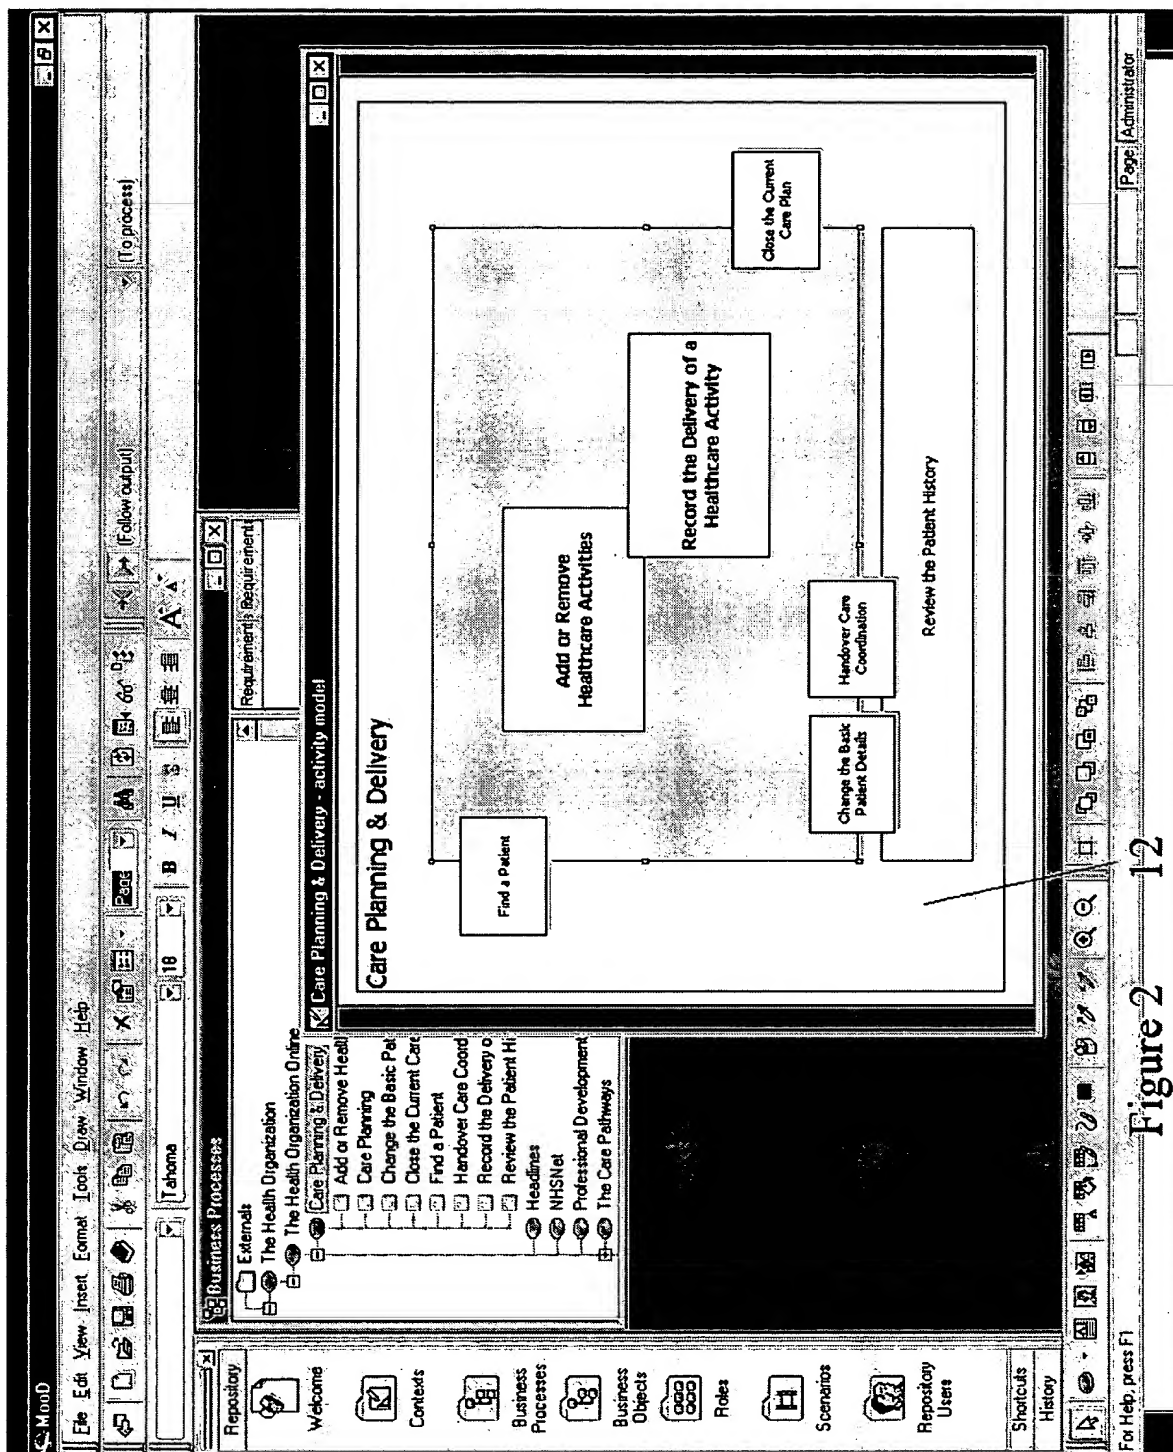 MooD
File Edit View Insert Format Tools Draw Window Help
Page
(Follow output)
(To process)
Tahoma
18
B I U S
A A
Repository
Welcome
Contexts
Business
Processes
Business
Objects
Roles
Scenarios
Repository
Users
Shortcuts
History
Business Processes
Externals
The Health Organization
The Health Organization Online
Care Planning & Delivery
Add or Remove Healt
Care Planning
Change the Basic Pat
Close the Current Care
Find a Patient
Handover Care Coord
Record the Delivery o
Review the Patient Hi
Headlines
NHSNet
Professional Development
The Care Pathways
Requirements Requirements
Care Planning & Delivery - activity model
Care Planning & Delivery
Find a Patient
Add or Remove
Healthcare Activities
Record the Delivery of a
Healthcare Activity
Close the Current
Care Plan
Change the Basic
Patient Details
Handover Care
Coordination
Review the Patient History
For Help, press F1
Page
Administrator
Figure 2
12